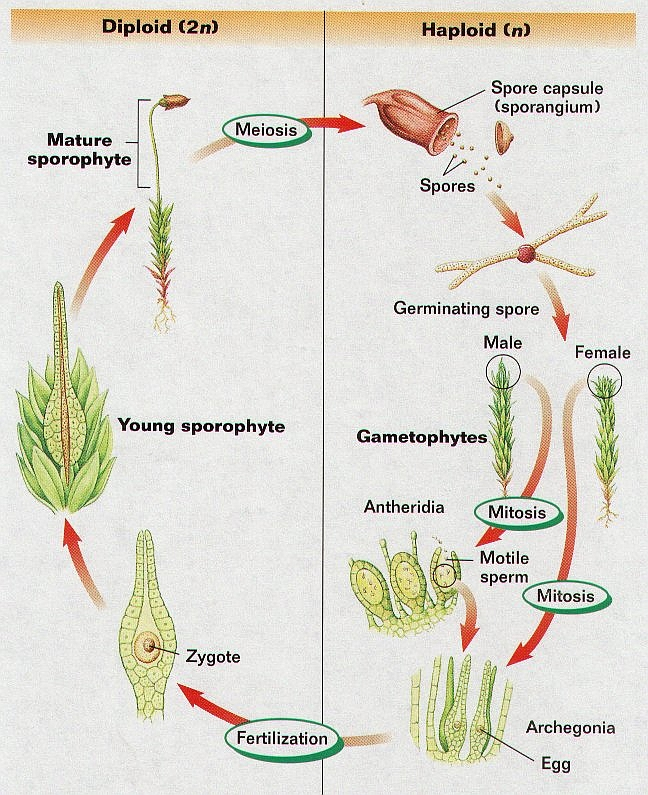 Diploid (2n)
Haploid (n)
Spore capsule
(sporangium)
Meiosis
Mature
sporophyte
Spores
Germinating spore
Male
Female
Young sporophyte
Gametophytes
Antheridia
Mitosis
Motile
sperm
Mitosis
Zygote
Archegonia
Fertilization
Egg